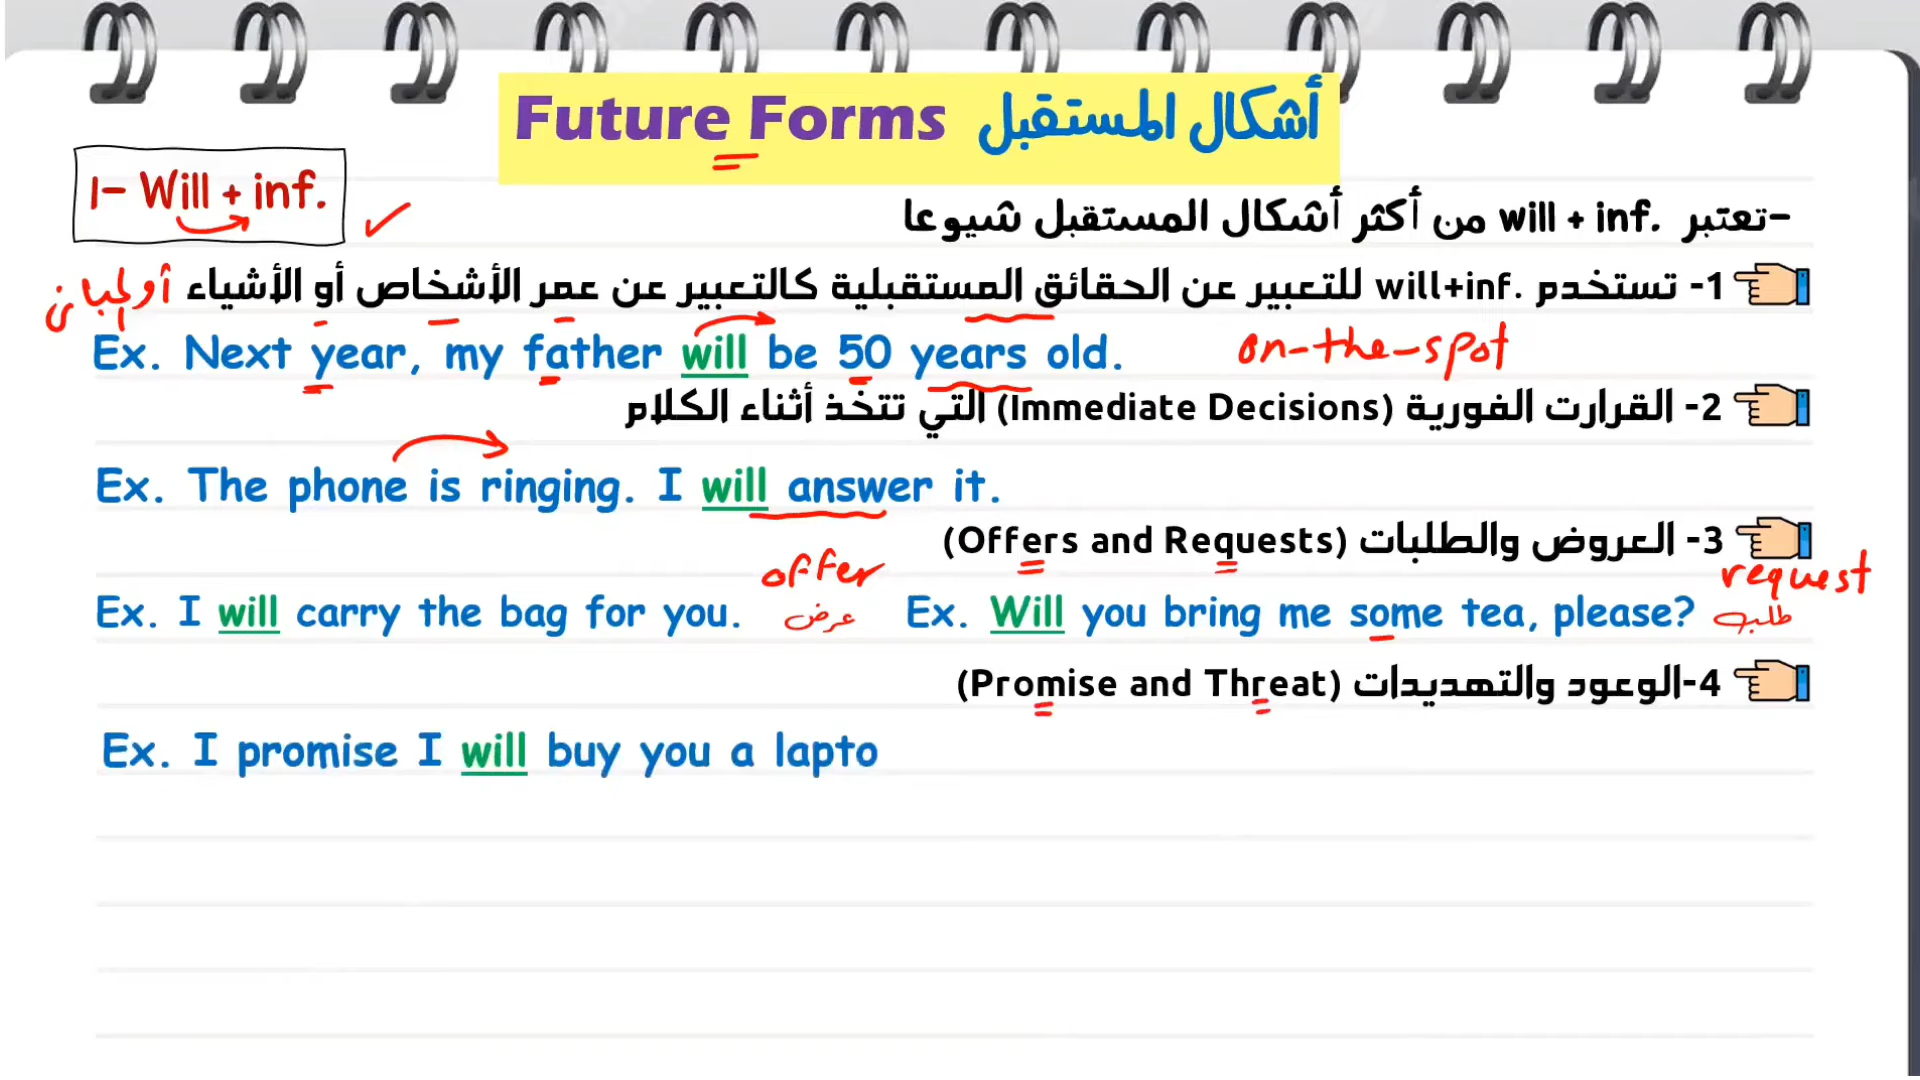 Future Forms أشكال المستقبل
1- Will + inf.
-تعتبر will + inf. من أكثر أشكال المستقبل شيوعا
1- تستخدم will+inf. للتعبير عن الحقائق المستقبلية كالتعبير عن عمر الأشخاص أو الأشياء أو المباني
Ex. Next year, my father will be 50 years old.
on-the-spot
2- القرارت الفورية (Immediate Decisions) التي تتخذ أثناء الكلام
Ex. The phone is ringing. I will answer it.
3- العروض والطلبات (Offers and Requests)
offer
request
Ex. I will carry the bag for you.
عرض
Ex. Will you bring me some tea, please?
طلب
4-الوعود والتهديدات (Promise and Threat)
Ex. I promise I will buy you a lapto